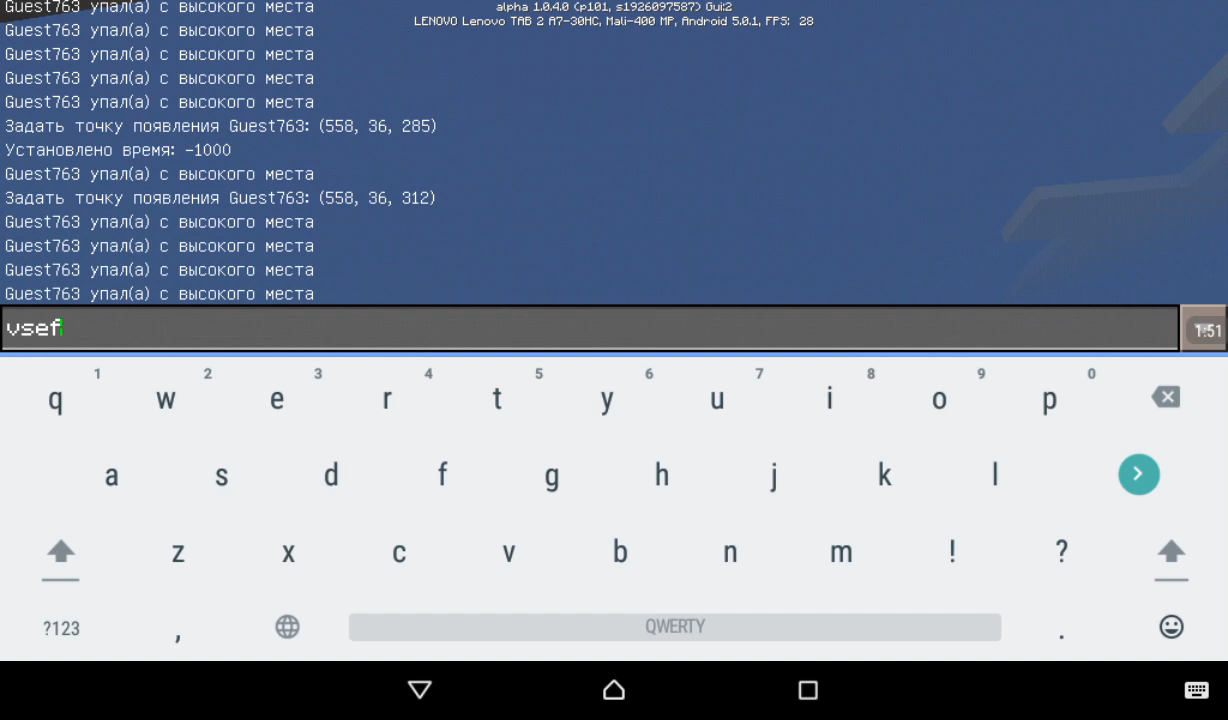 Guest763 упал(а) с высокого места
alpha 1.0.4.0 (p101, s1926097587) Gui:2
LENOVO Lenovo TAB 2 A7-30HC, Mali-400 MP, Android 5.0.1, FPS: 28
Guest763 упал(а) с высокого места
Guest763 упал(а) с высокого места
Guest763 упал(а) с высокого места
Guest763 упал(а) с высокого места
Задать точку появления Guest763: (558, 36, 285)
Установлено время: -1000
Guest763 упал(а) с высокого места
Задать точку появления Guest763: (558, 36, 312)
Guest763 упал(а) с высокого места
Guest763 упал(а) с высокого места
Guest763 упал(а) с высокого места
Guest763 упал(а) с высокого места
vsef
1:51
1 2 3 4 5 6 7 8 9 0
q w e r t y u i o p
a s d f g h j k l
z x c v b n m ! ?
?123 , QWERTY .